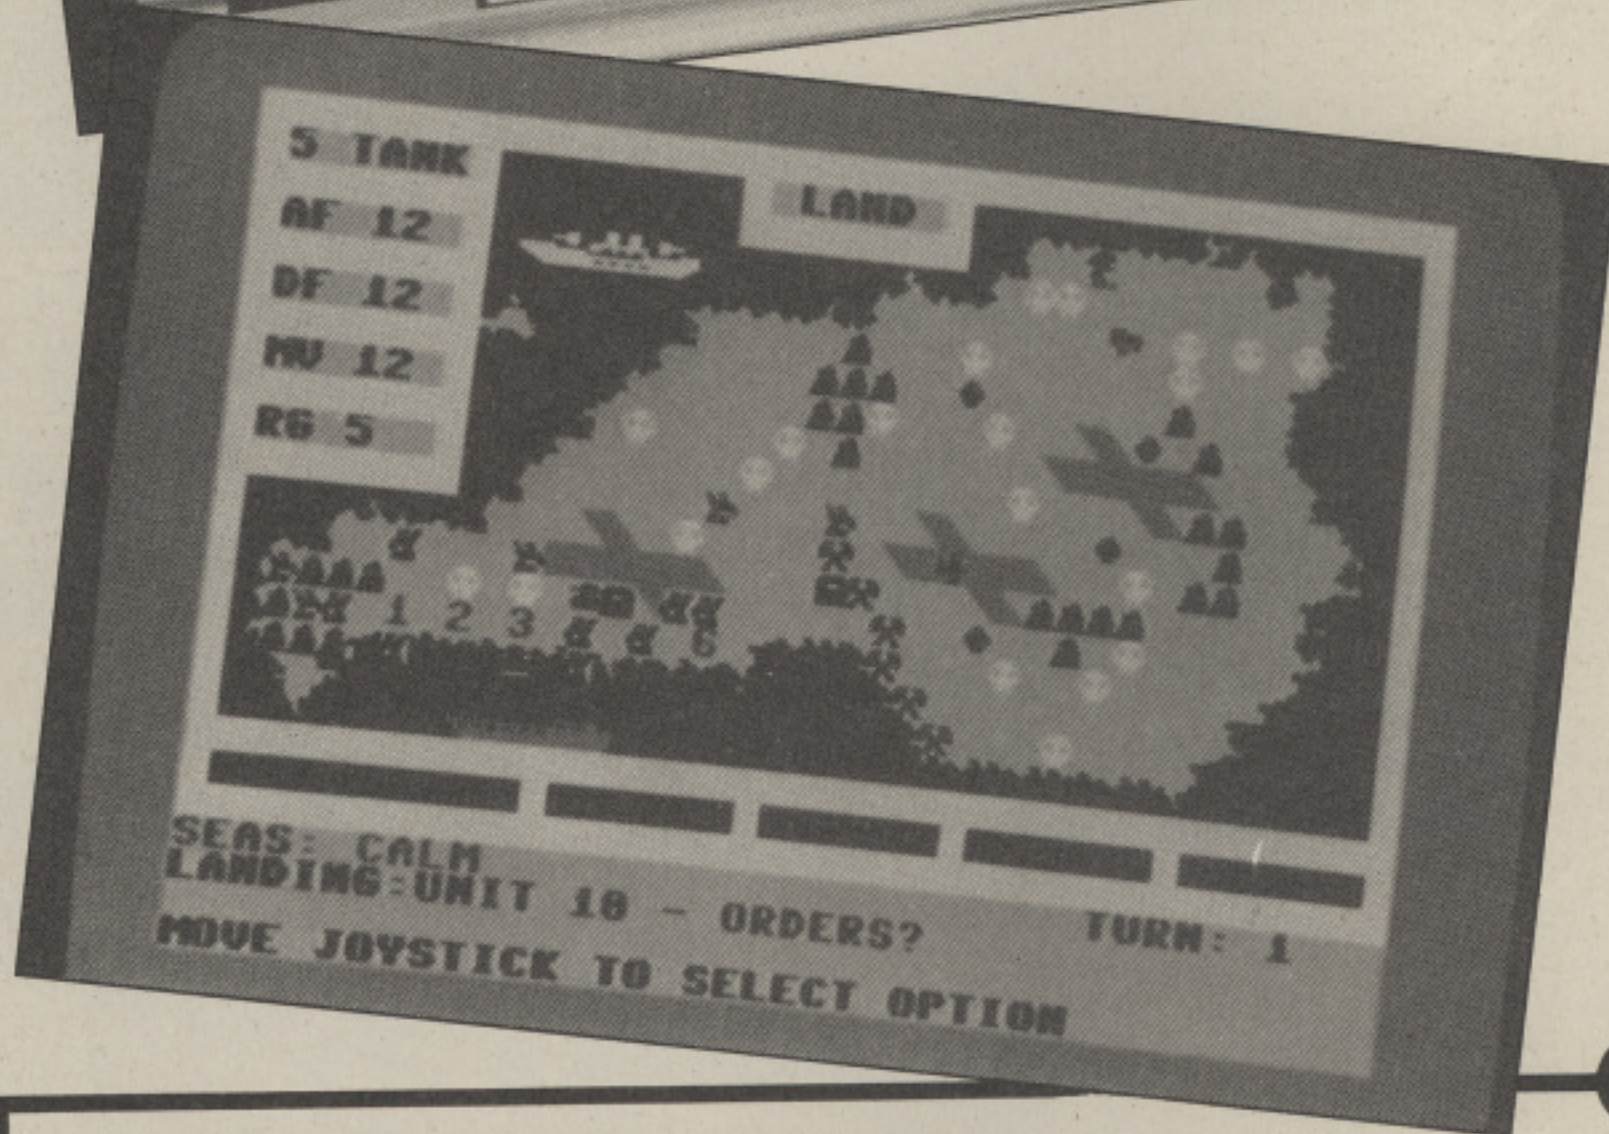 5 TANK
AF 12
DF 12
MV 12
RG 5
LAND
1 2 3
6
SEAS: CALM
LANDING:UNIT 10 - ORDERS?
TURN: 1
MOVE JOYSTICK TO SELECT OPTION